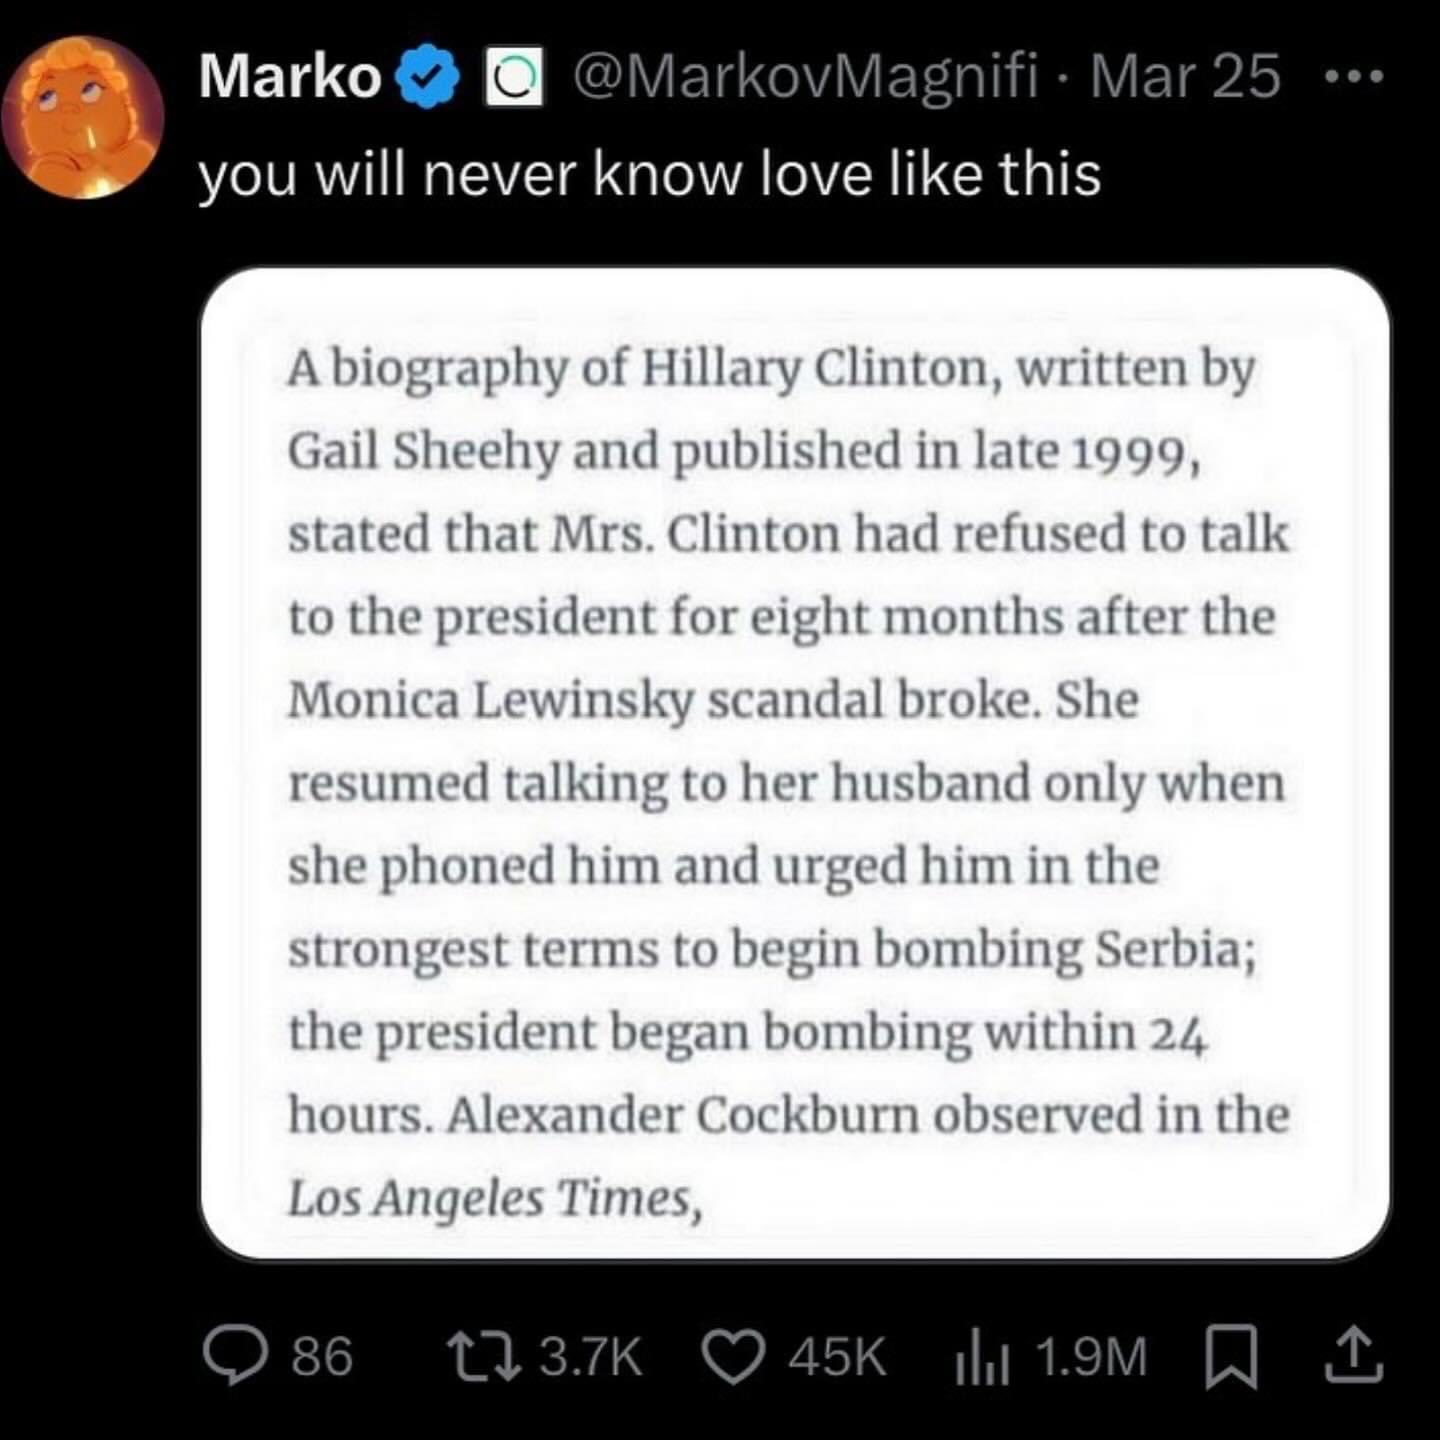 Marko @MarkovMagnifi · Mar 25
you will never know love like this
A biography of Hillary Clinton, written by
Gail Sheehy and published in late 1999,
stated that Mrs. Clinton had refused to talk
to the president for eight months after the
Monica Lewinsky scandal broke. She
resumed talking to her husband only when
she phoned him and urged him in the
strongest terms to begin bombing Serbia;
the president began bombing within 24
hours. Alexander Cockburn observed in the
Los Angeles Times,
86 3.7K 45K 1.9M